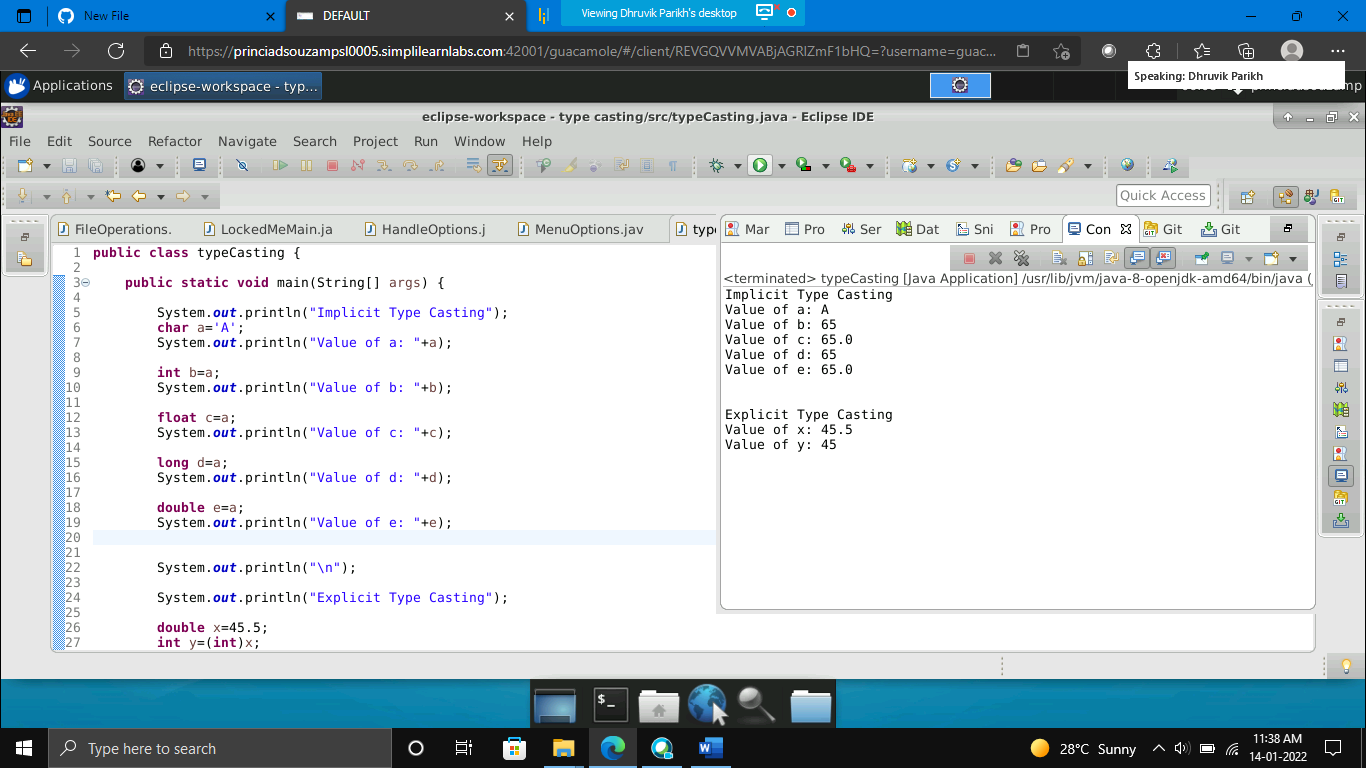 New File
DEFAULT
Viewing Dhruvik Parikh's desktop
https://princiadsouzampsl0005.simplilearnlabs.com:42001/guacamole/#/client/REVGQVVMVABjAGRlZmF1bHQ=?username=guac...
Speaking: Dhruvik Parikh
Applications
eclipse-workspace - typ...
eclipse-workspace - type casting/src/typeCasting.java - Eclipse IDE
File Edit Source Refactor Navigate Search Project Run Window Help
Quick Access
FileOperations. LockedMeMain.ja HandleOptions.j MenuOptions.jav type
Mar Pro Ser Dat Sni Pro Con Git Git
<terminated> typeCasting [Java Application] /usr/lib/jvm/java-8-openjdk-amd64/bin/java (
1 public class typeCasting {
2
3 public static void main(String[] args) {
4
5 System.out.println("Implicit Type Casting");
6 char a='A';
7 System.out.println("Value of a: "+a);
8
9 int b=a;
10 System.out.println("Value of b: "+b);
11
12 float c=a;
13 System.out.println("Value of c: "+c);
14
15 long d=a;
16 System.out.println("Value of d: "+d);
17
18 double e=a;
19 System.out.println("Value of e: "+e);
20
21
22 System.out.println("\n");
23
24 System.out.println("Explicit Type Casting");
25
26 double x=45.5;
27 int y=(int)x;
Implicit Type Casting
Value of a: A
Value of b: 65
Value of c: 65.0
Value of d: 65
Value of e: 65.0
Explicit Type Casting
Value of x: 45.5
Value of y: 45
Type here to search
28°C Sunny
11:38 AM
14-01-2022